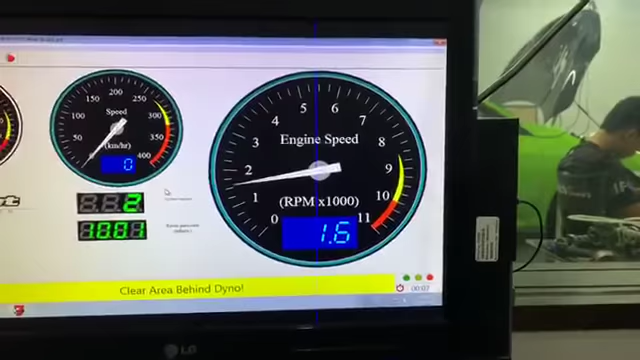 Speed
(km/hr)
0 50 100 150 200 250 300 350 400
0
2
1001
Engine Speed
(RPM x1000)
0 1 2 3 4 5 6 7 8 9 10 11
1.6
Clear Area Behind Dyno!
00:03
LG